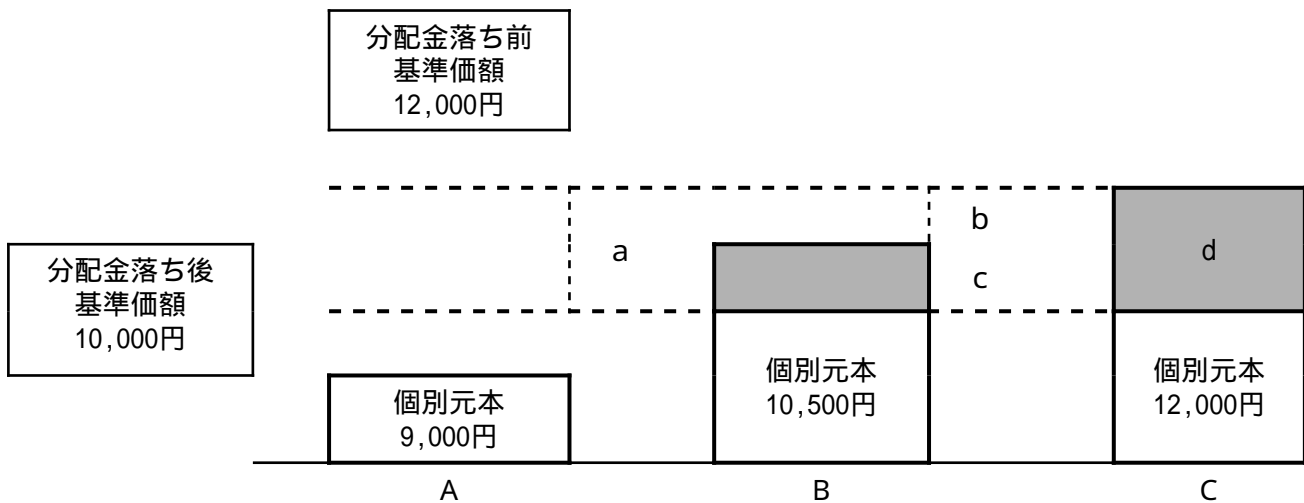 分配金落ち前
基準価額
12,000円
分配金落ち後
基準価額
10,000円
a
b
c
d
個別元本
9,000円
個別元本
10,500円
個別元本
12,000円
A
B
C